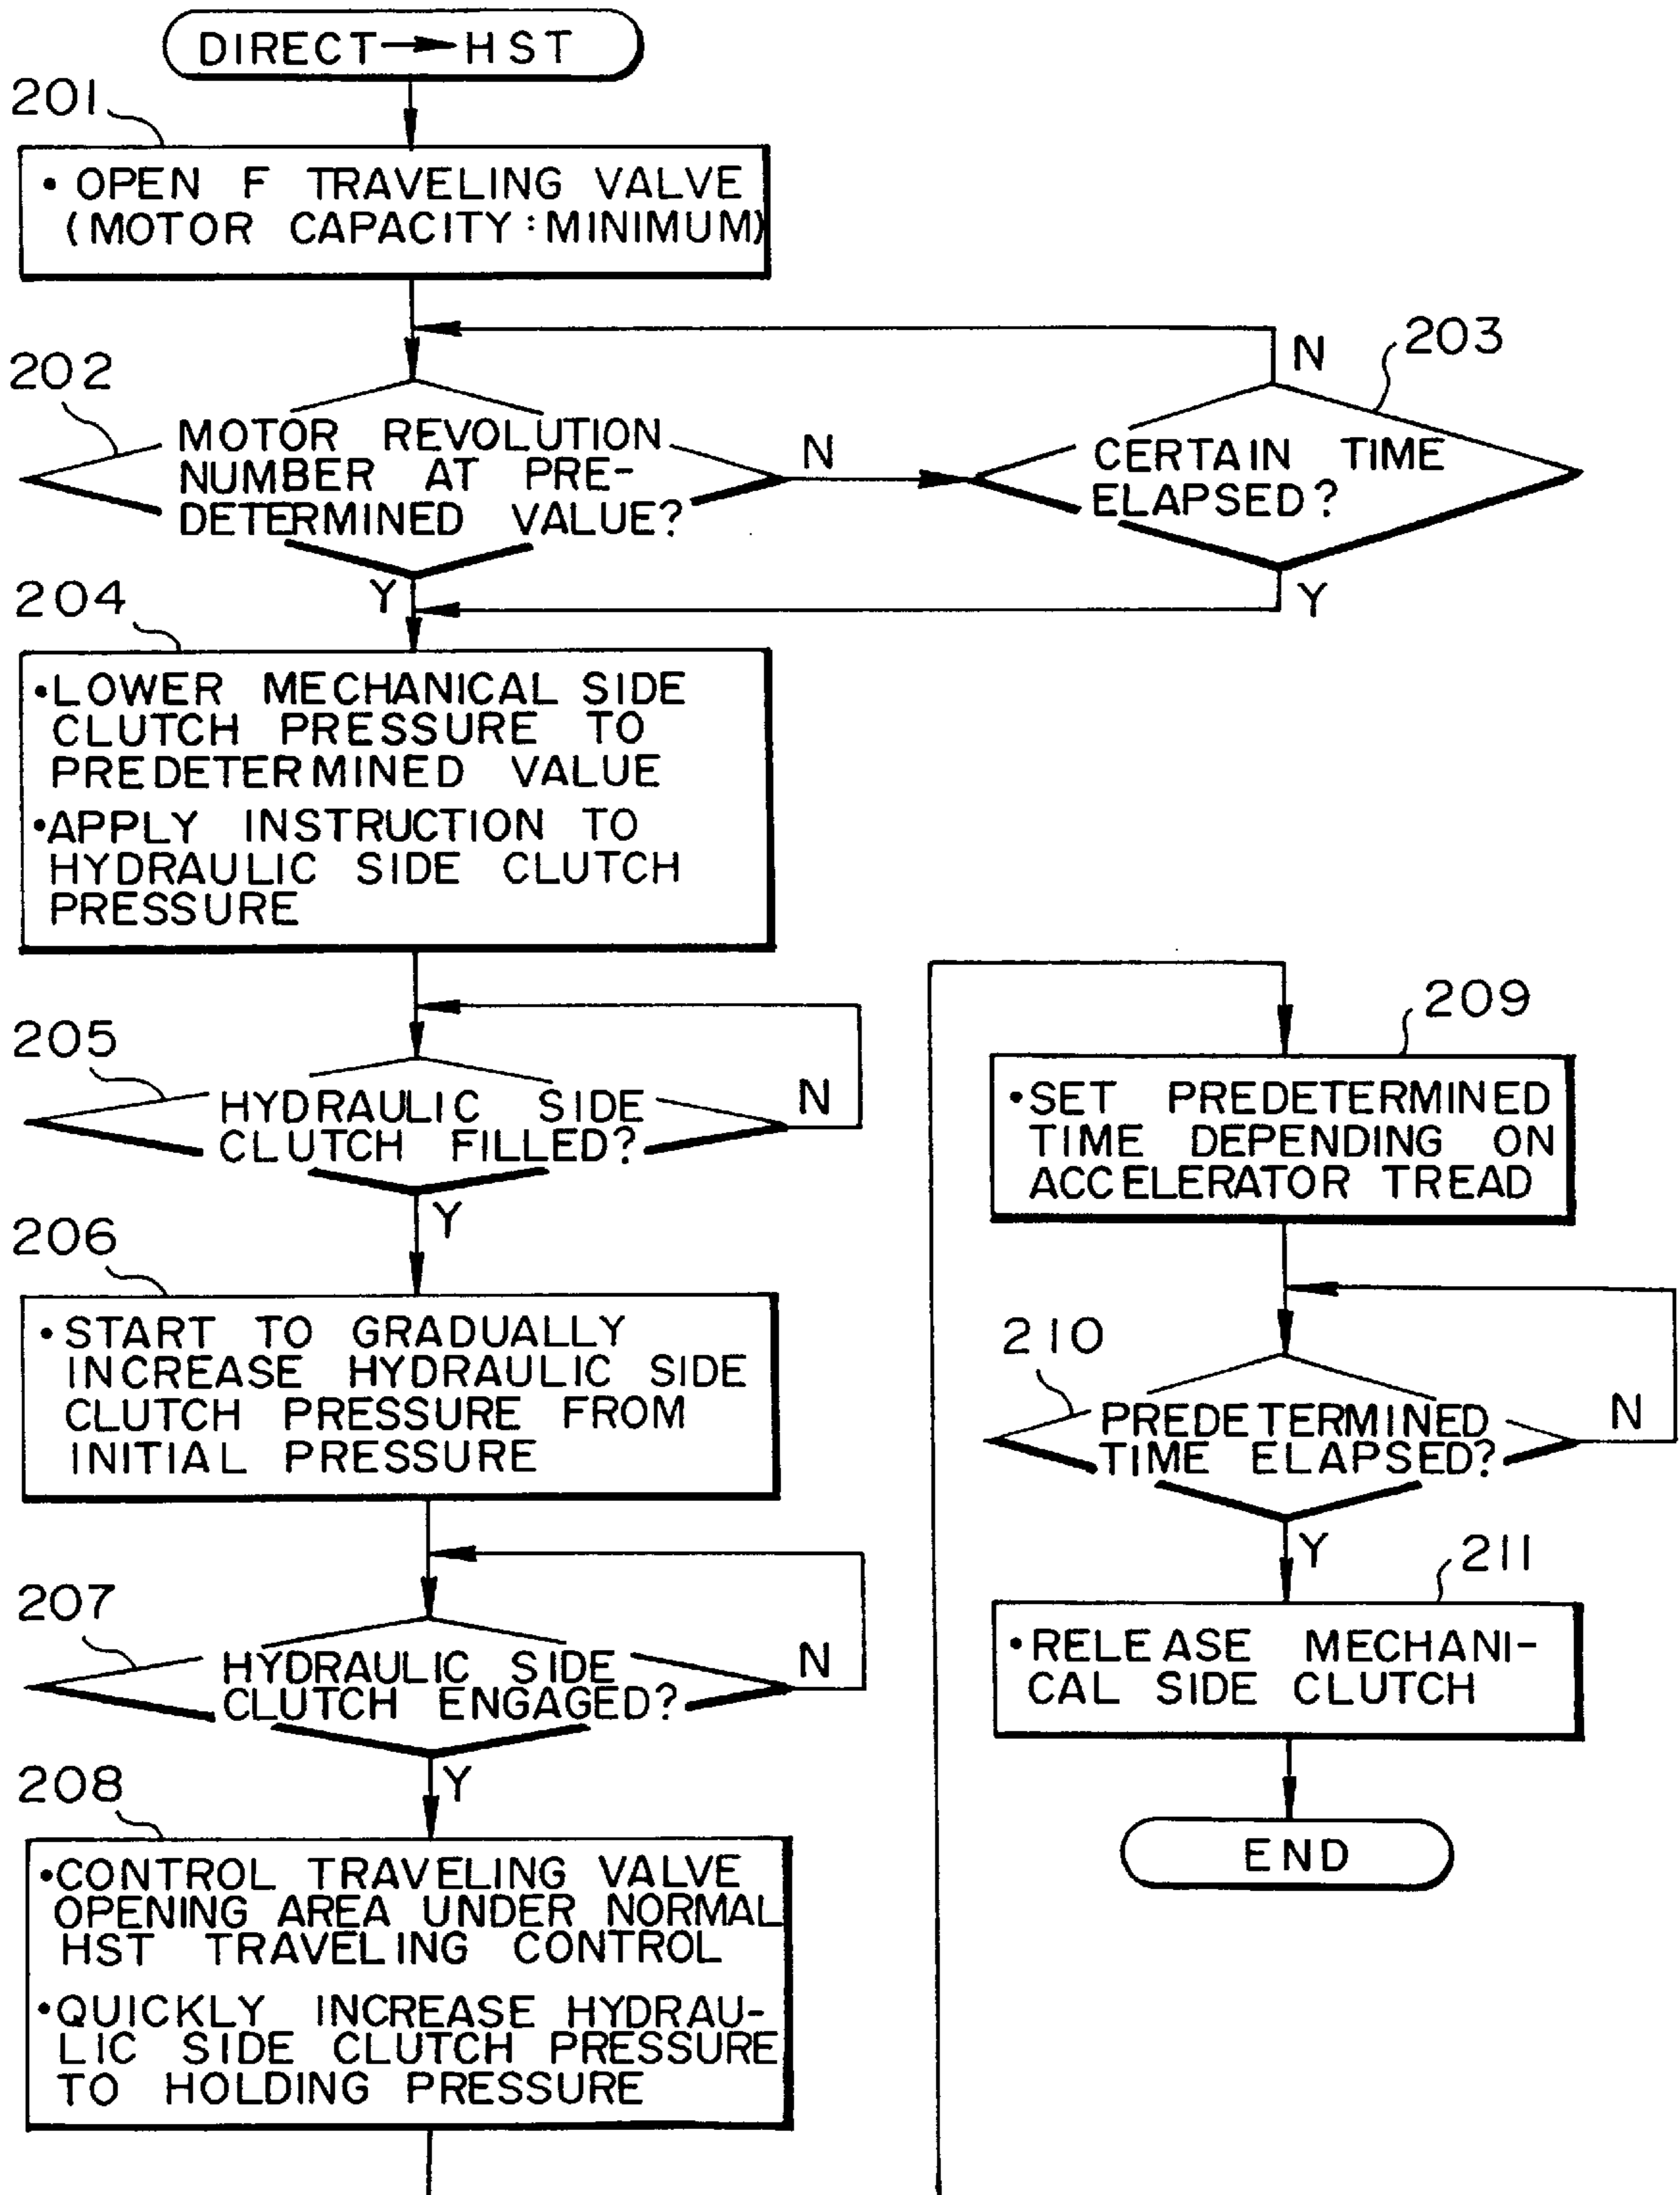 DIRECT→HST
201
• OPEN F TRAVELING VALVE
(MOTOR CAPACITY : MINIMUM)
202
MOTOR REVOLUTION
NUMBER AT PRE-
DETERMINED VALUE?
N
Y
203
CERTAIN TIME
ELAPSED?
N
Y
204
•LOWER MECHANICAL SIDE
CLUTCH PRESSURE TO
PREDETERMINED VALUE
•APPLY INSTRUCTION TO
HYDRAULIC SIDE CLUTCH
PRESSURE
205
HYDRAULIC SIDE
CLUTCH FILLED?
N
Y
206
•START TO GRADUALLY
INCREASE HYDRAULIC SIDE
CLUTCH PRESSURE FROM
INITIAL PRESSURE
207
HYDRAULIC SIDE
CLUTCH ENGAGED?
N
Y
208
•CONTROL TRAVELING VALVE
OPENING AREA UNDER NORMAL
HST TRAVELING CONTROL
•QUICKLY INCREASE HYDRAU-
LIC SIDE CLUTCH PRESSURE
TO HOLDING PRESSURE
209
•SET PREDETERMINED
TIME DEPENDING ON
ACCELERATOR TREAD
210
PREDETERMINED
TIME ELAPSED?
N
Y
211
•RELEASE MECHANI-
CAL SIDE CLUTCH
END